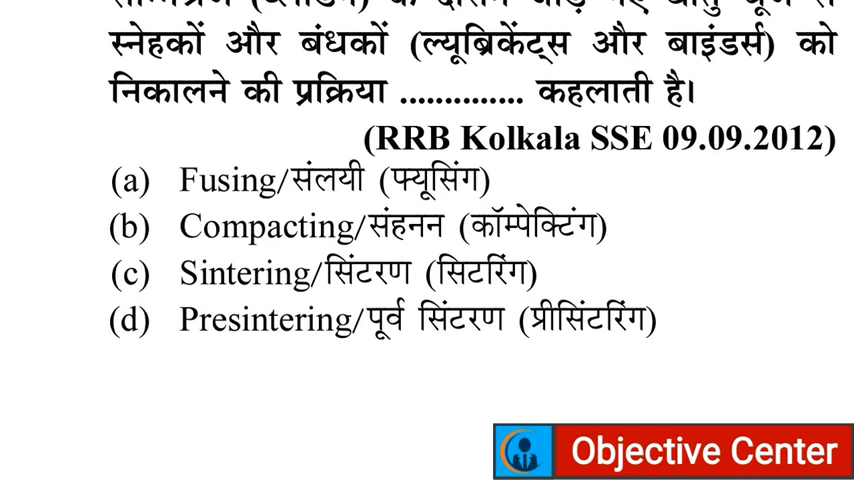 स्नेहकों और बंधकों (ल्यूब्रिकेंट्स और बाइंडर्स) को
निकालने की प्रक्रिया .............. कहलाती है।
(RRB Kolkala SSE 09.09.2012)
(a) Fusing/संलयी (फ्यूसिंग)
(b) Compacting/संहनन (कॉम्पेक्टिंग)
(c) Sintering/सिंटरण (सिटरिंग)
(d) Presintering/पूर्व सिंटरण (प्रीसिंटरिंग)
Objective Center